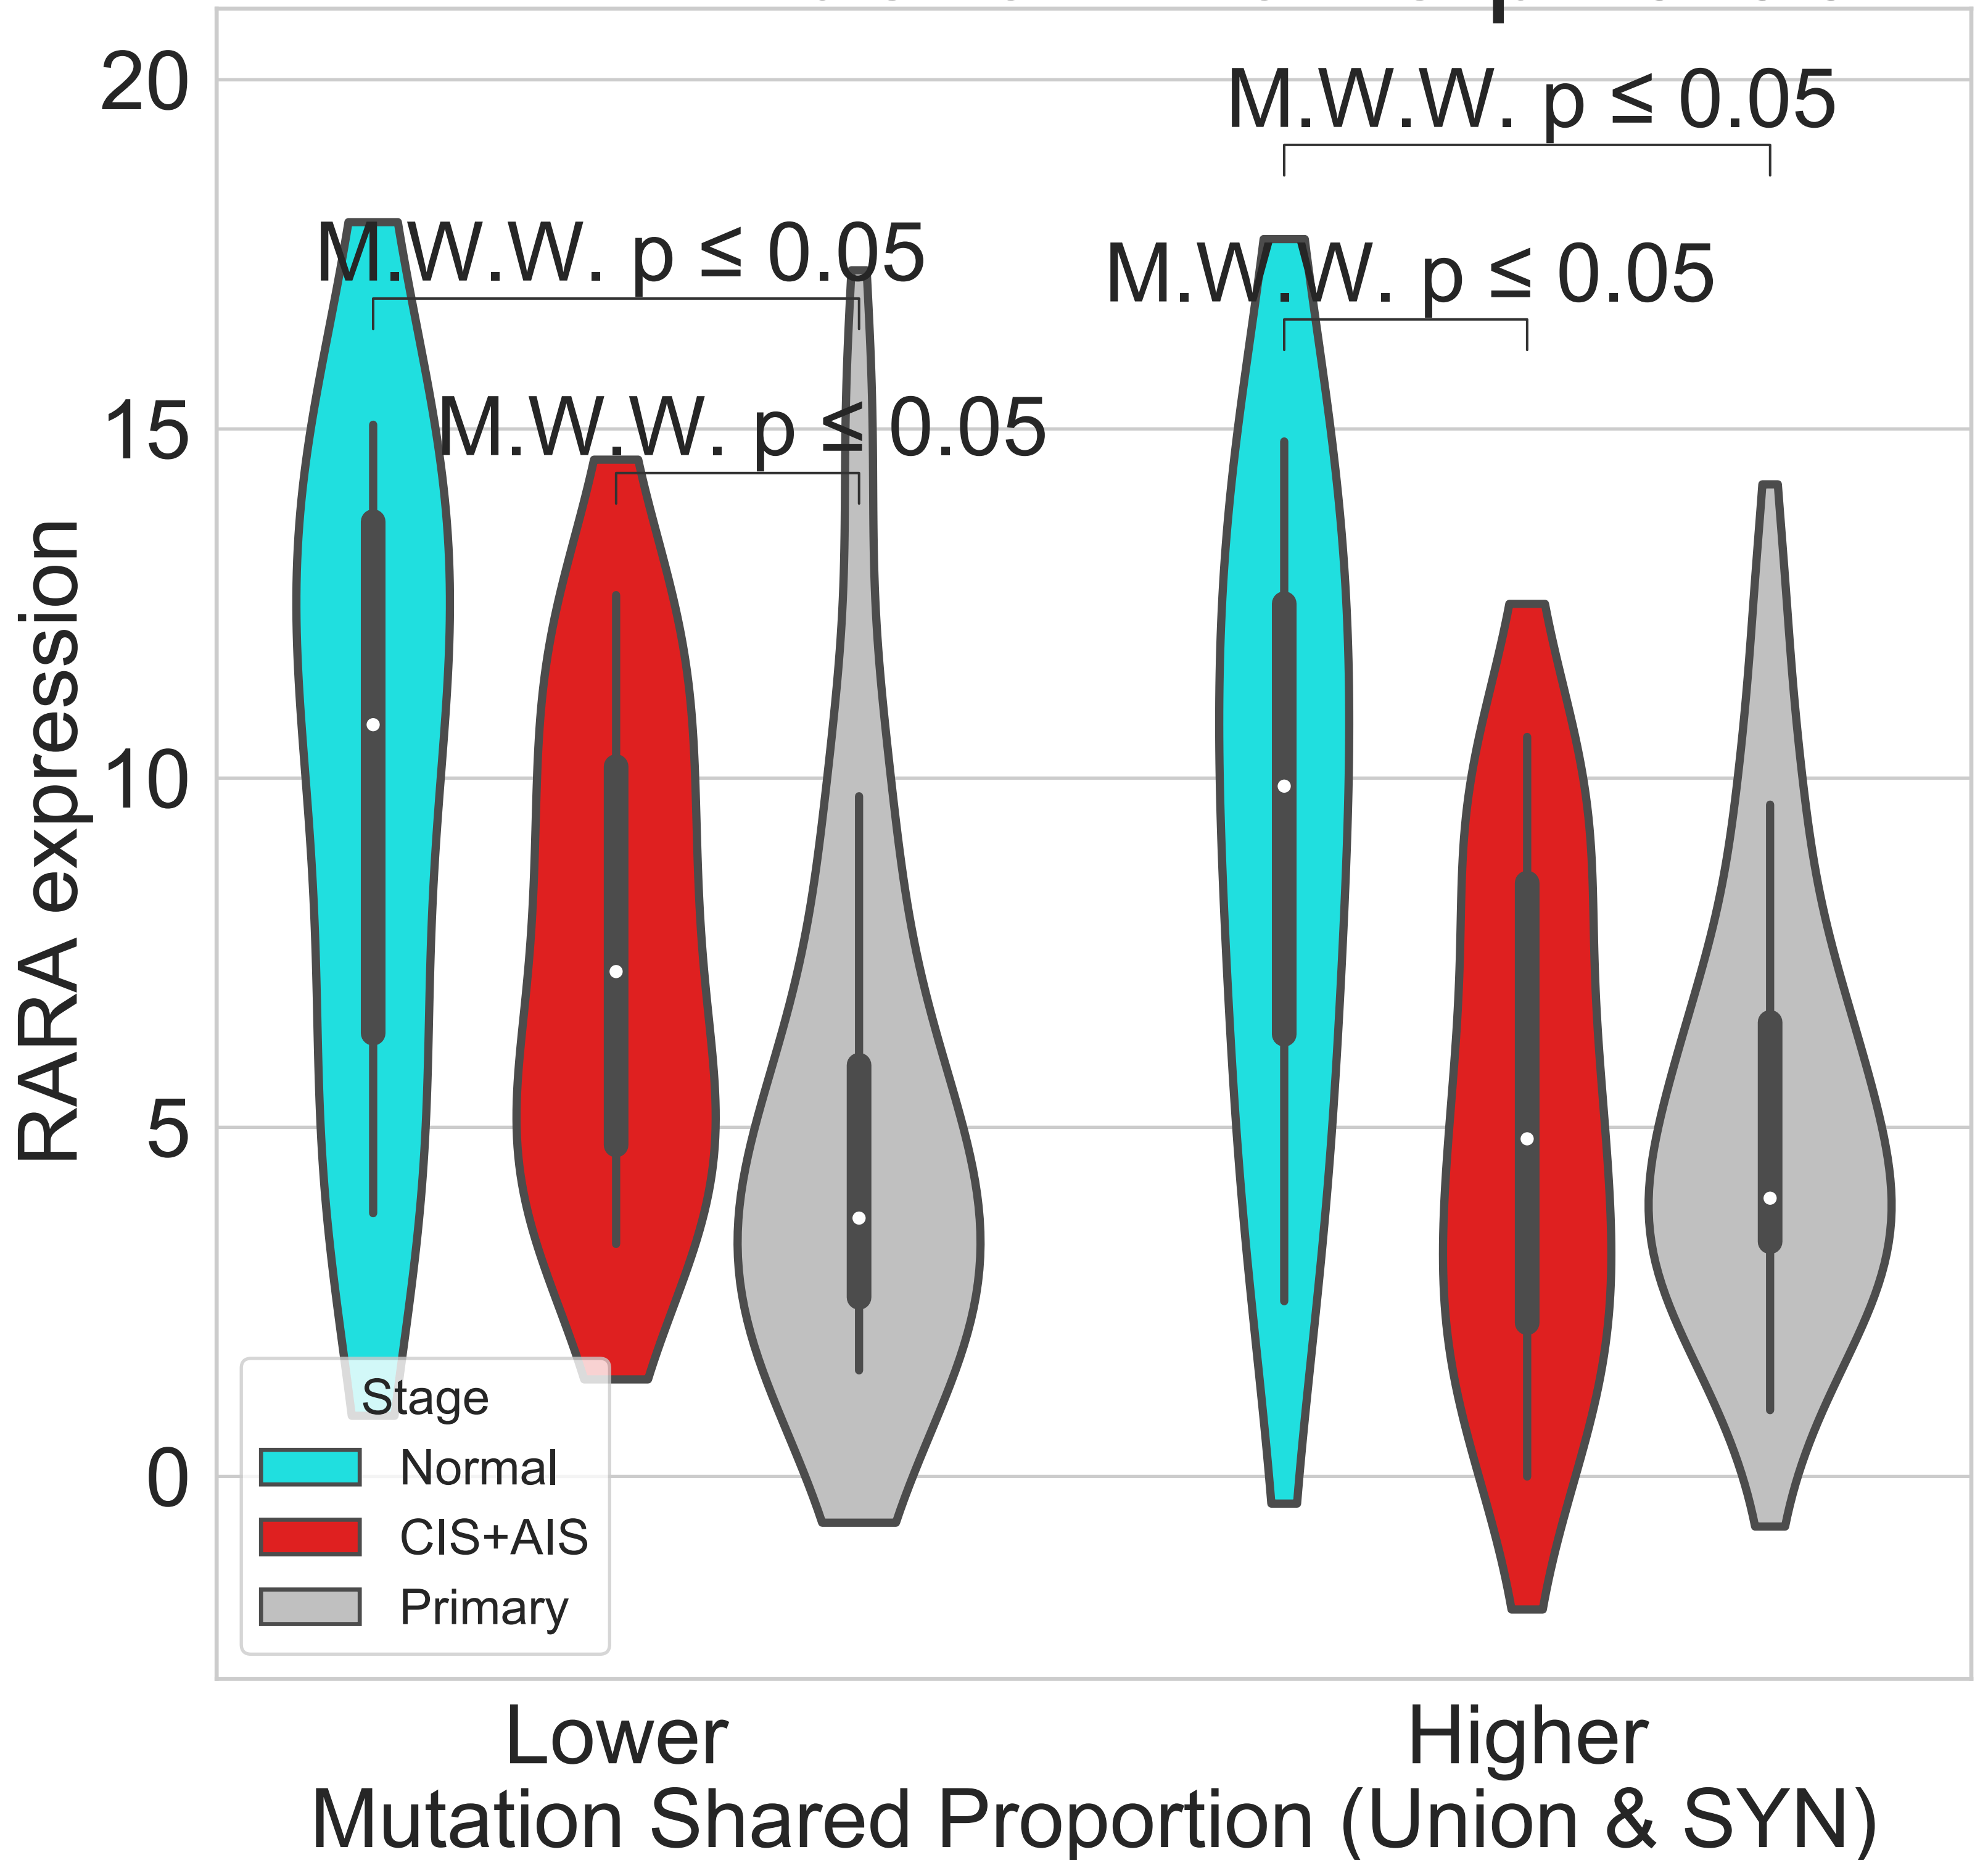 20
M.W.W. p ≤ 0.05
M.W.W. p ≤ 0.05
M.W.W. p ≤ 0.05
15
M.W.W. p ≤ 0.05
10
5
0
RARA expression
Stage
Normal
CIS+AIS
Primary
Lower
Higher
Mutation Shared Proportion (Union & SYN)